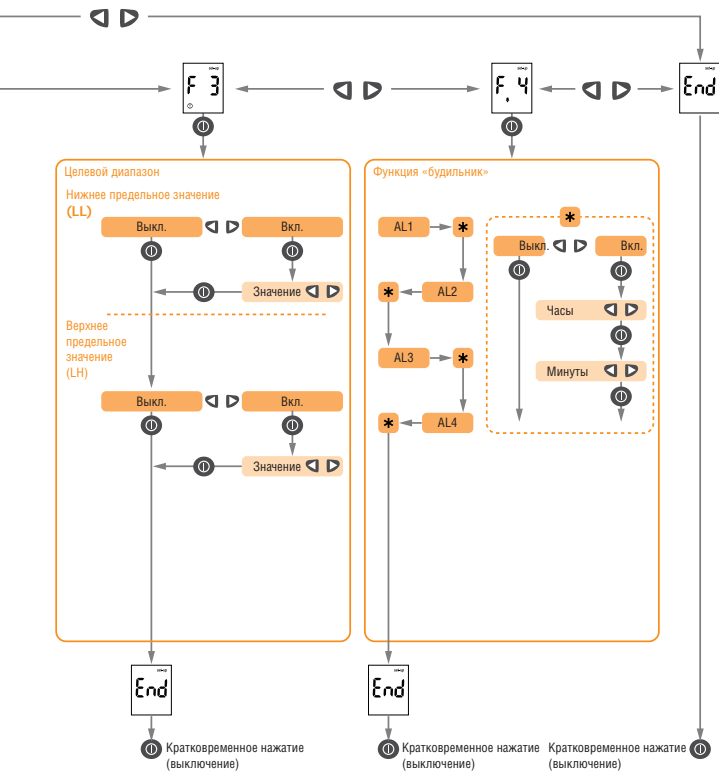 F 3
F 4
End
Целевой диапазон
Нижнее предельное значение
(LL)
Выкл.
Вкл.
Значение
Верхнее
предельное
значение
(LH)
Выкл.
Вкл.
Значение
End
Кратковременное нажатие
(выключение)
Функция «будильник»
AL1
*
*
AL2
AL3
*
*
AL4
*
Выкл.
Вкл.
Часы
Минуты
End
Кратковременное нажатие
(выключение)
Кратковременное нажатие
(выключение)